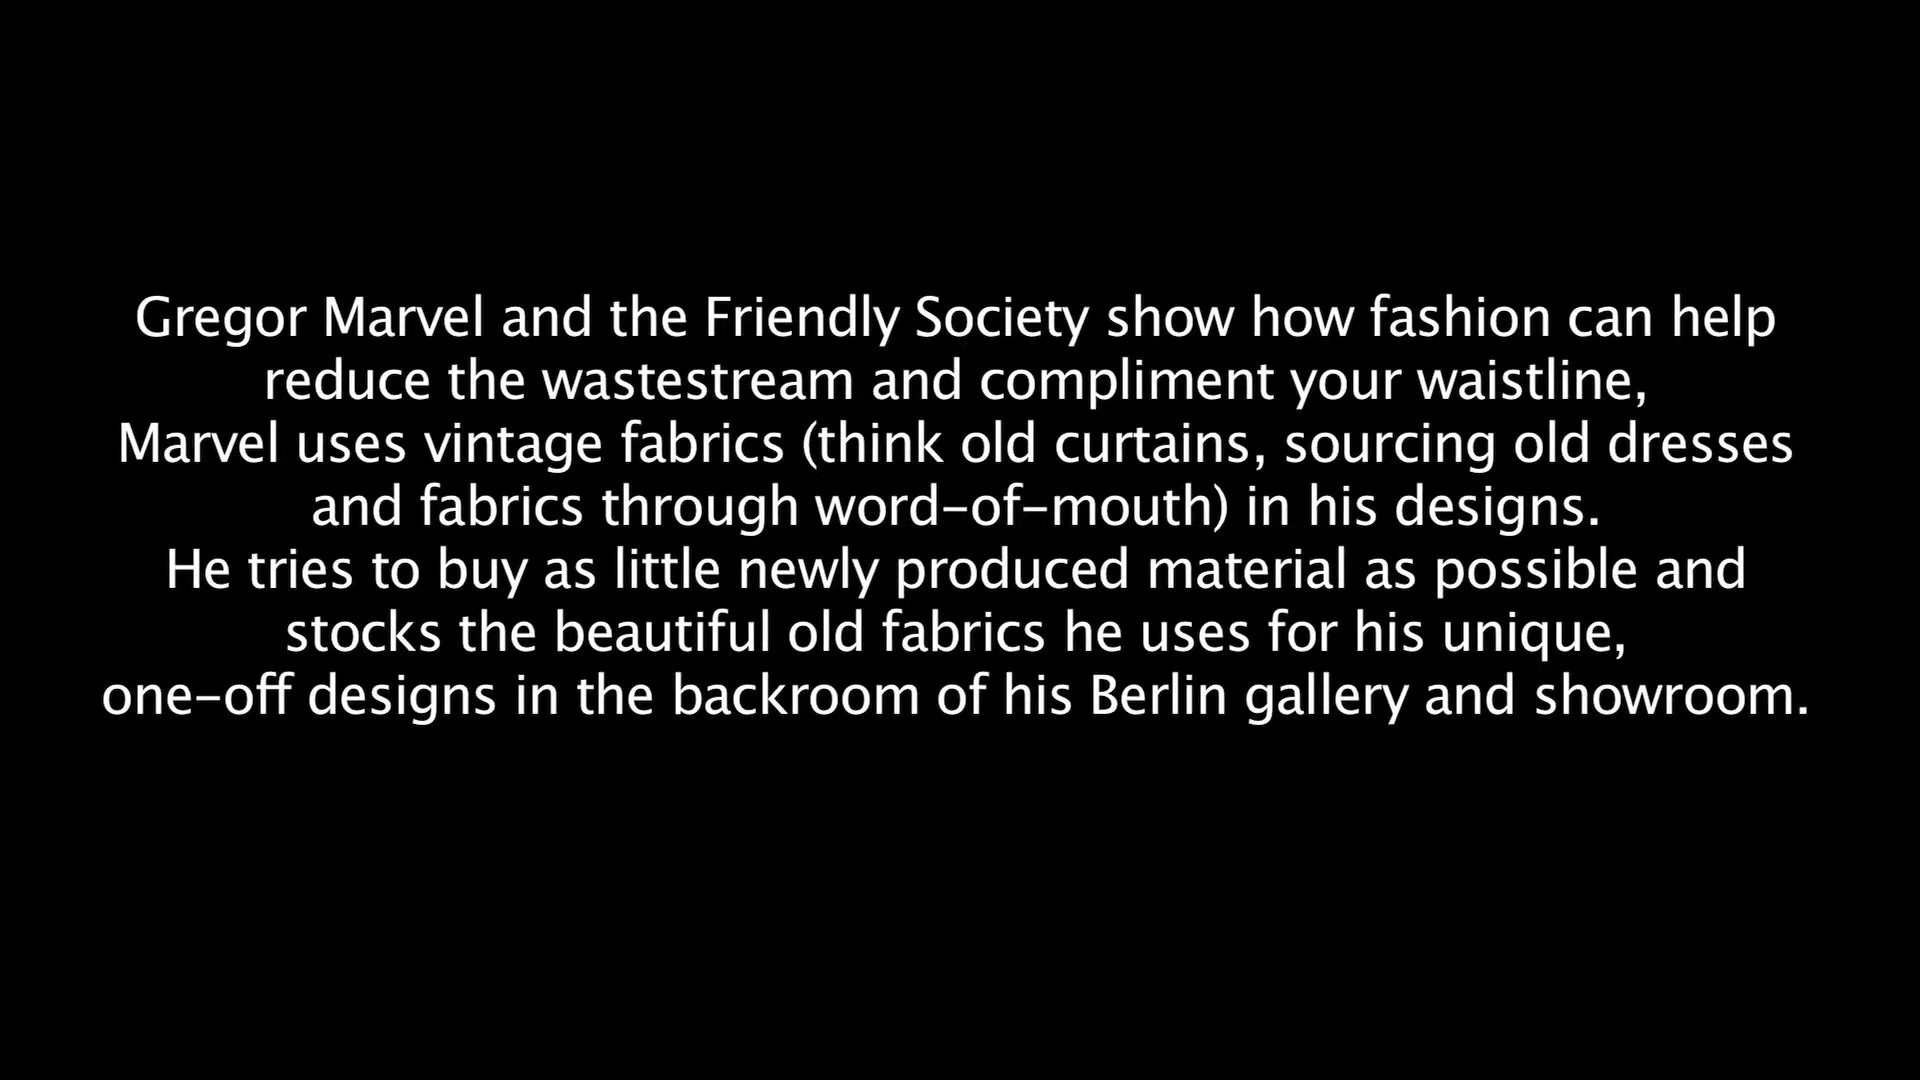 Gregor Marvel and the Friendly Society show how fashion can help
reduce the wastestream and compliment your waistline,
Marvel uses vintage fabrics (think old curtains, sourcing old dresses
and fabrics through word-of-mouth) in his designs.
He tries to buy as little newly produced material as possible and
stocks the beautiful old fabrics he uses for his unique,
one-off designs in the backroom of his Berlin gallery and showroom.